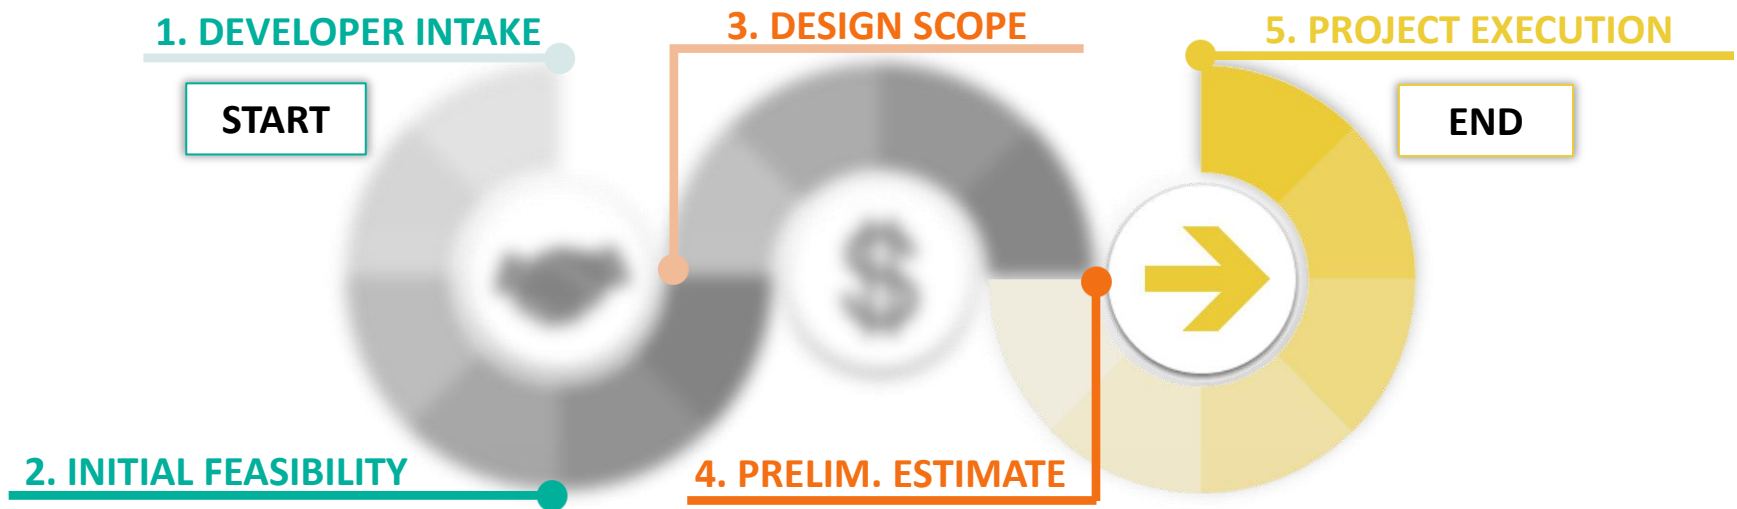 1. DEVELOPER INTAKE
START
2. INITIAL FEASIBILITY
3. DESIGN SCOPE
$
4. PRELIM. ESTIMATE
5. PROJECT EXECUTION
END